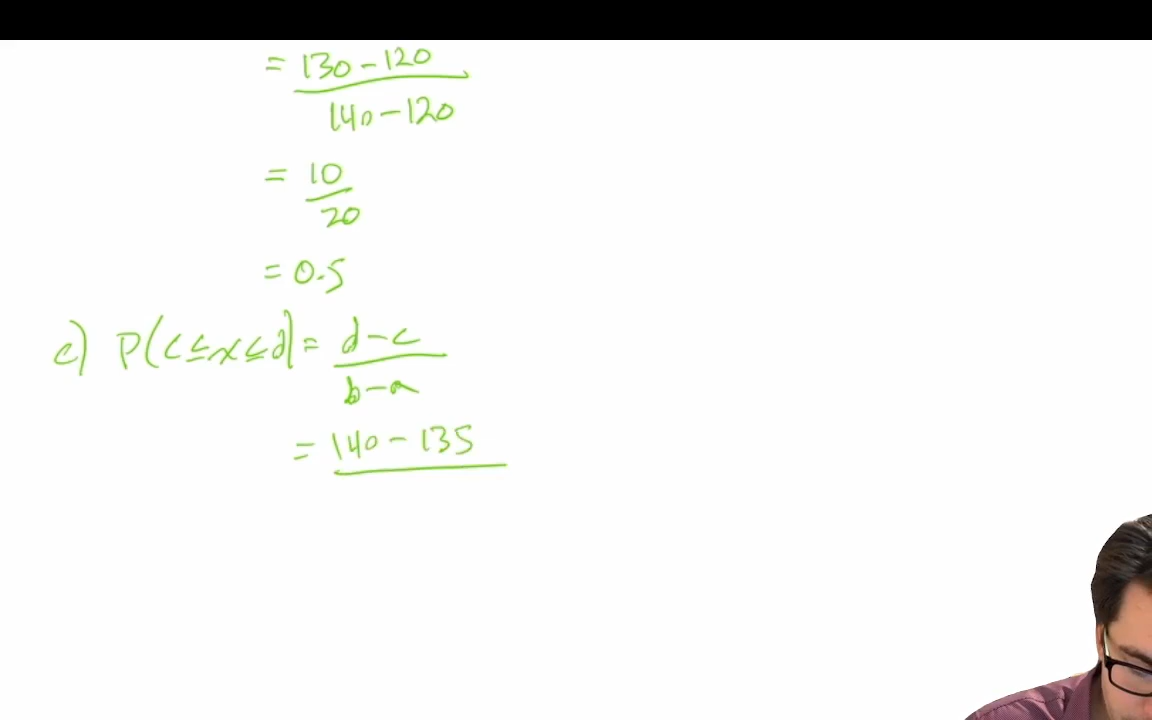 = 130 - 120
140 - 120
= 10
20
= 0.5
c) P(c ≤ x ≤ d) = d - c
b - a
= 140 - 135